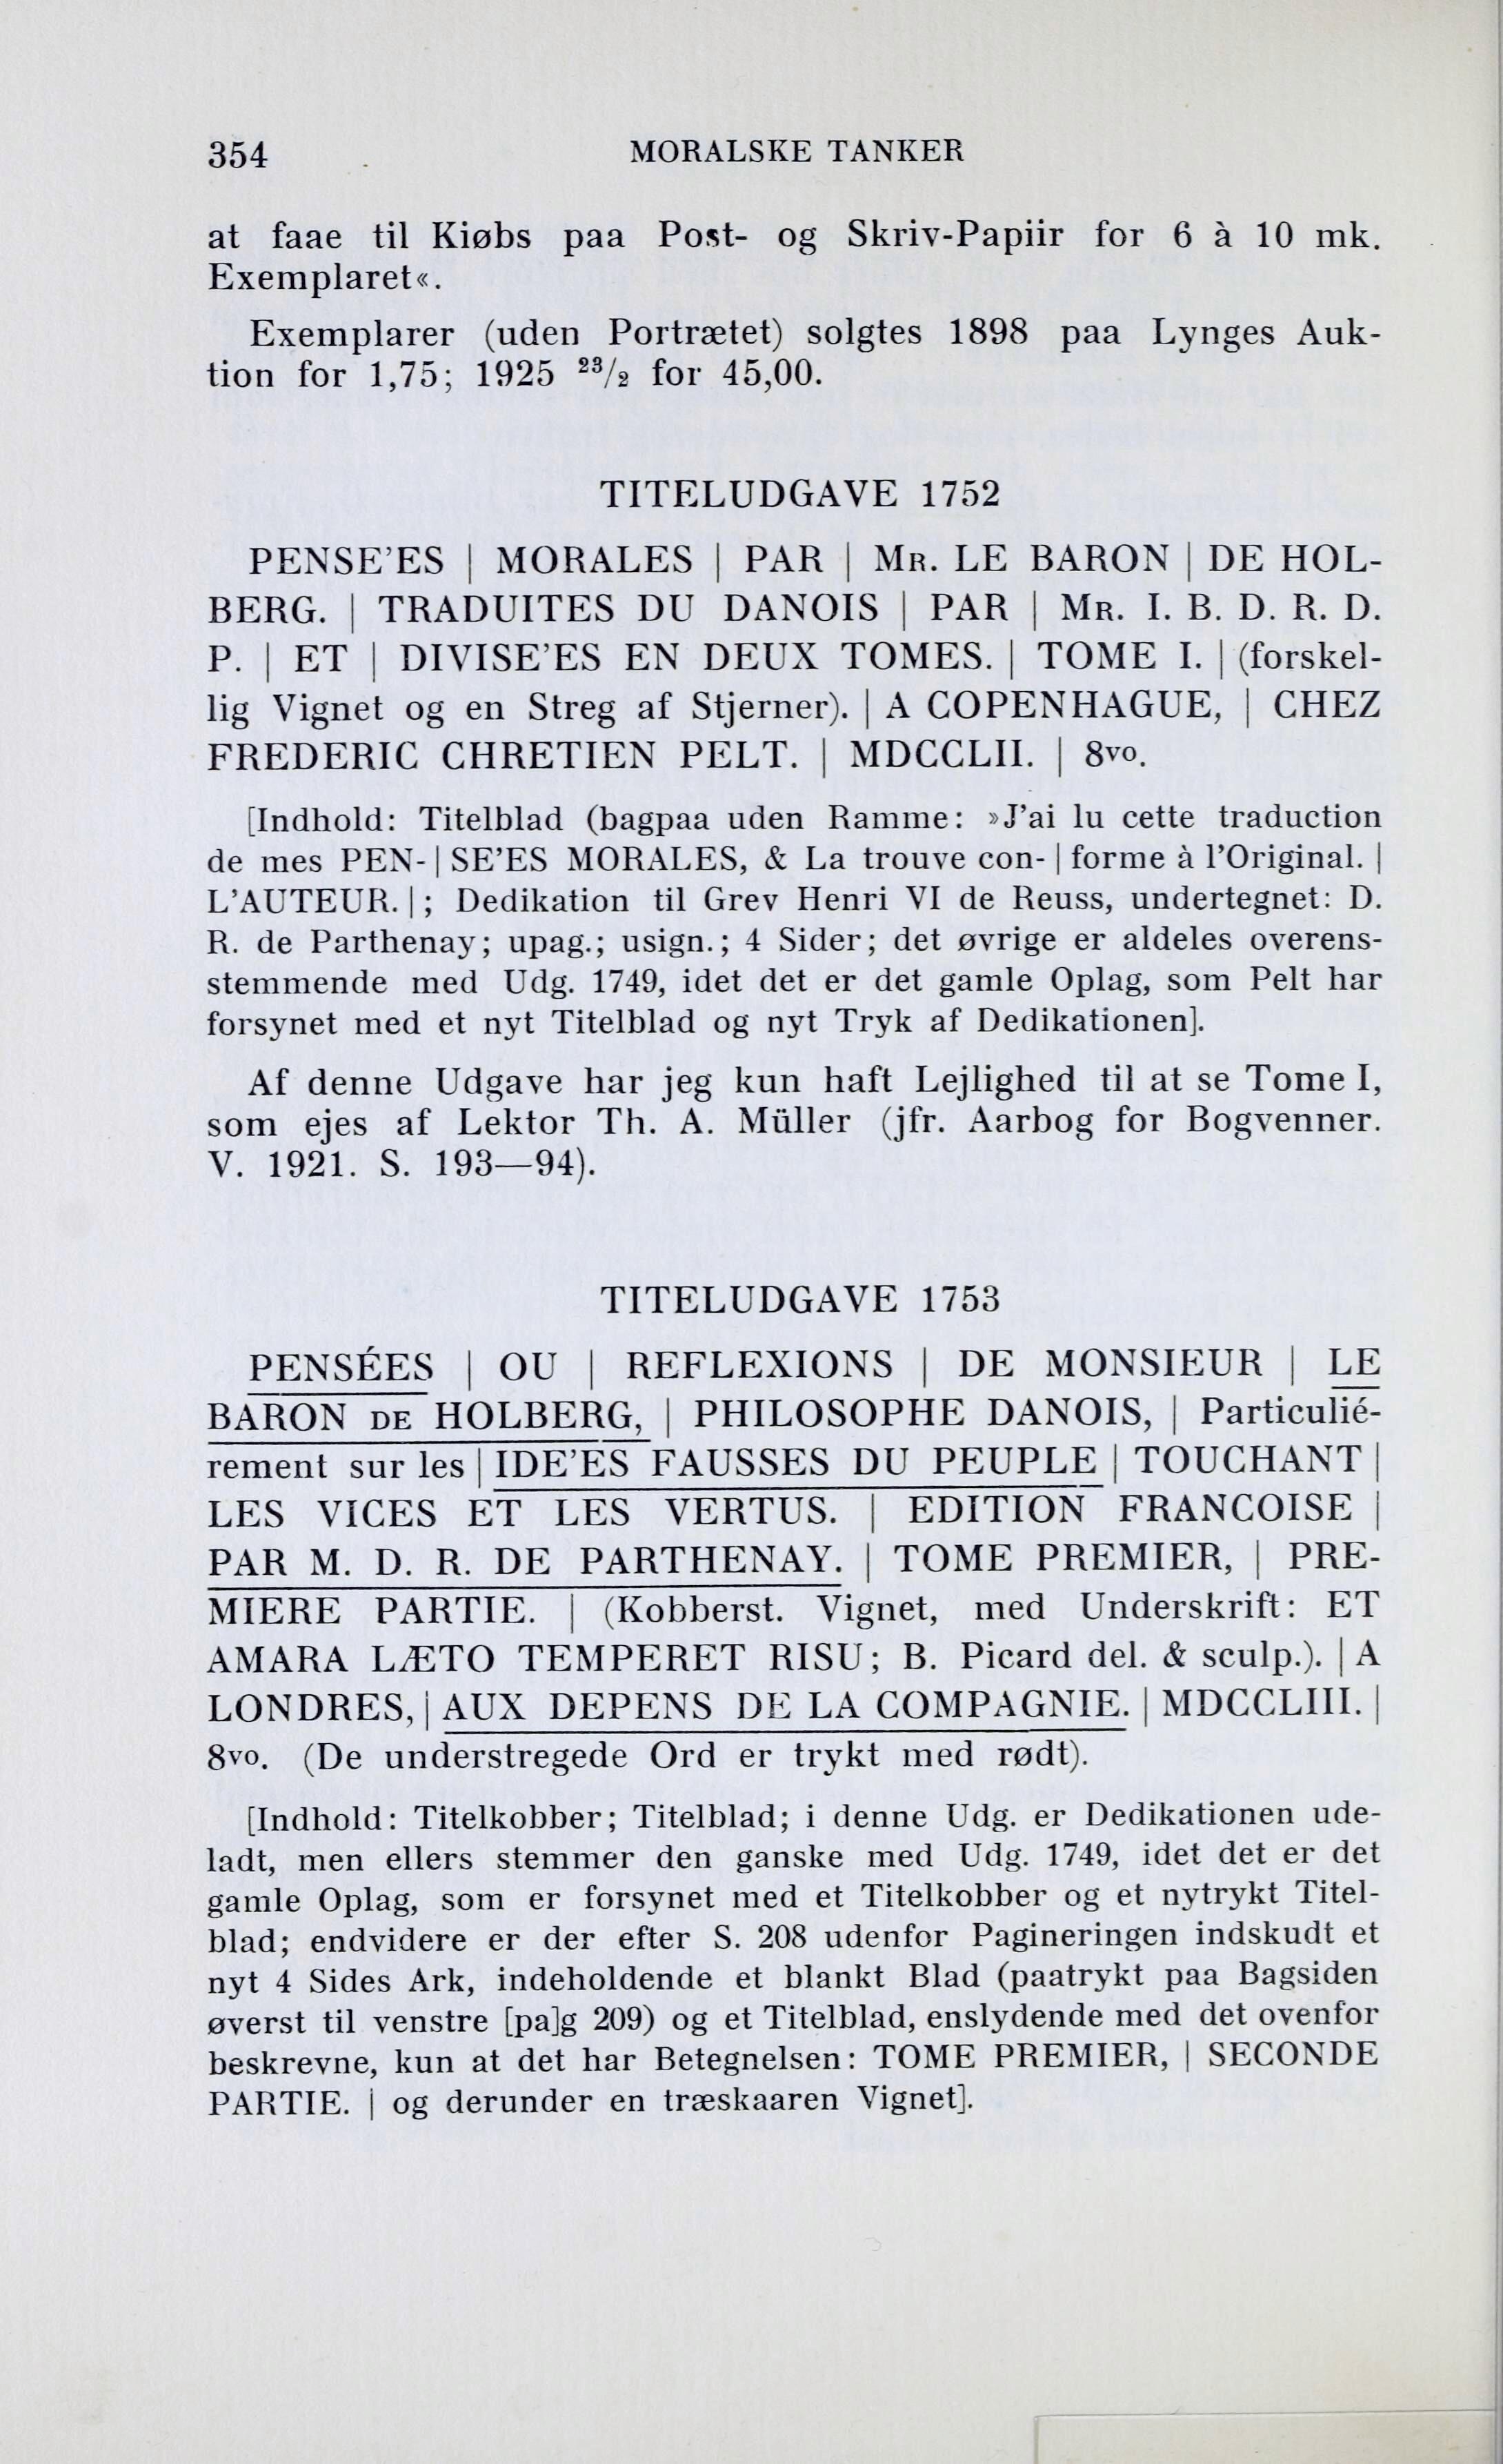 354 MORALSKE TANKER
at faae til Kiøbs paa Post- og Skriv-Papiir for 6 à 10 mk.
Exemplaret«.
Exemplarer (uden Portrætet) solgtes 1898 paa Lynges Auk-
tion for 1,75; 1925 23/2 for 45,00.
TITELUDGAVE 1752
PENSE'ES | MORALES | PAR | MR. LE BARON | DE HOL-
BERG. | TRADUITES DU DANOIS | PAR | MR. I. B. D. R. D.
P. | ET | DIVISE'ES EN DEUX TOMES. | TOME I. | (forskel-
lig Vignet og en Streg af Stjerner). | A COPENHAGUE, | CHEZ
FREDERIC CHRETIEN PELT. | MDCCLII. | 8vo.
[Indhold: Titelblad (bagpaa uden Ramme: »J'ai lu cette traduction
de mes PEN- | SE'ES MORALES, & La trouve con- | forme à l'Original. |
L'AUTEUR. | ; Dedikation til Grev Henri VI de Reuss, undertegnet: D.
R. de Parthenay; upag.; usign.; 4 Sider; det øvrige er aldeles overens-
stemmende med Udg. 1749, idet det er det gamle Oplag, som Pelt har
forsynet med et nyt Titelblad og nyt Tryk af Dedikationen].
Af denne Udgave har jeg kun haft Lejlighed til at se Tome I,
som ejes af Lektor Th. A. Müller (jfr. Aarbog for Bogvenner.
V. 1921. S. 193—94).
TITELUDGAVE 1753
PENSÉES | OU | REFLEXIONS | DE MONSIEUR | LE
BARON DE HOLBERG, | PHILOSOPHE DANOIS, | Particulié-
rement sur les | IDE'ES FAUSSES DU PEUPLE | TOUCHANT |
LES VICES ET LES VERTUS. | EDITION FRANCOISE |
PAR M. D. R. DE PARTHENAY. | TOME PREMIER, | PRE-
MIERE PARTIE. | (Kobberst. Vignet, med Underskrift: ET
AMARA LÆTO TEMPERET RISU; B. Picard del. & sculp.). | A
LONDRES, | AUX DEPENS DE LA COMPAGNIE. | MDCCLIII. |
8vo. (De understregede Ord er trykt med rødt).
[Indhold: Titelkobber; Titelblad; i denne Udg. er Dedikationen ude-
ladt, men ellers stemmer den ganske med Udg. 1749, idet det er det
gamle Oplag, som er forsynet med et Titelkobber og et nytrykt Titel-
blad; endvidere er der efter S. 208 udenfor Pagineringen indskudt et
nyt 4 Sides Ark, indeholdende et blankt Blad (paatrykt paa Bagsiden
øverst til venstre [pa]g 209) og et Titelblad, enslydende med det ovenfor
beskrevne, kun at det har Betegnelsen: TOME PREMIER, | SECONDE
PARTIE. | og derunder en træskaaren Vignet].